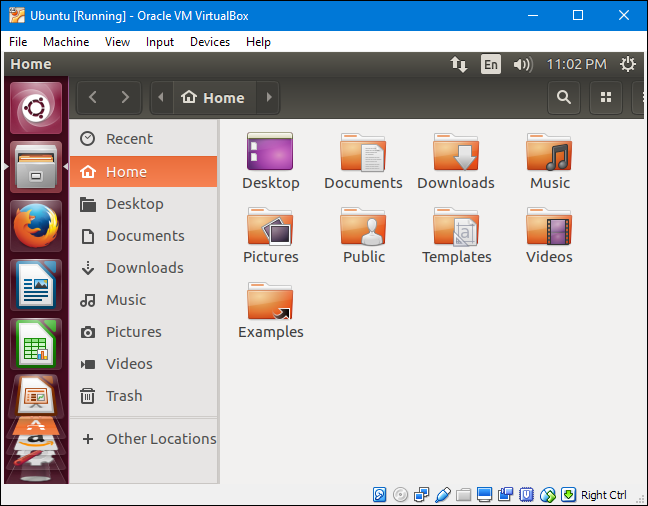 Ubuntu [Running] - Oracle VM VirtualBox
File Machine View Input Devices Help
Home En 11:02 PM
Home
Recent
Home
Desktop
Documents
Downloads
Music
Pictures
Videos
Trash
Other Locations
Desktop Documents Downloads Music
Pictures Public Templates Videos
Examples
Right Ctrl